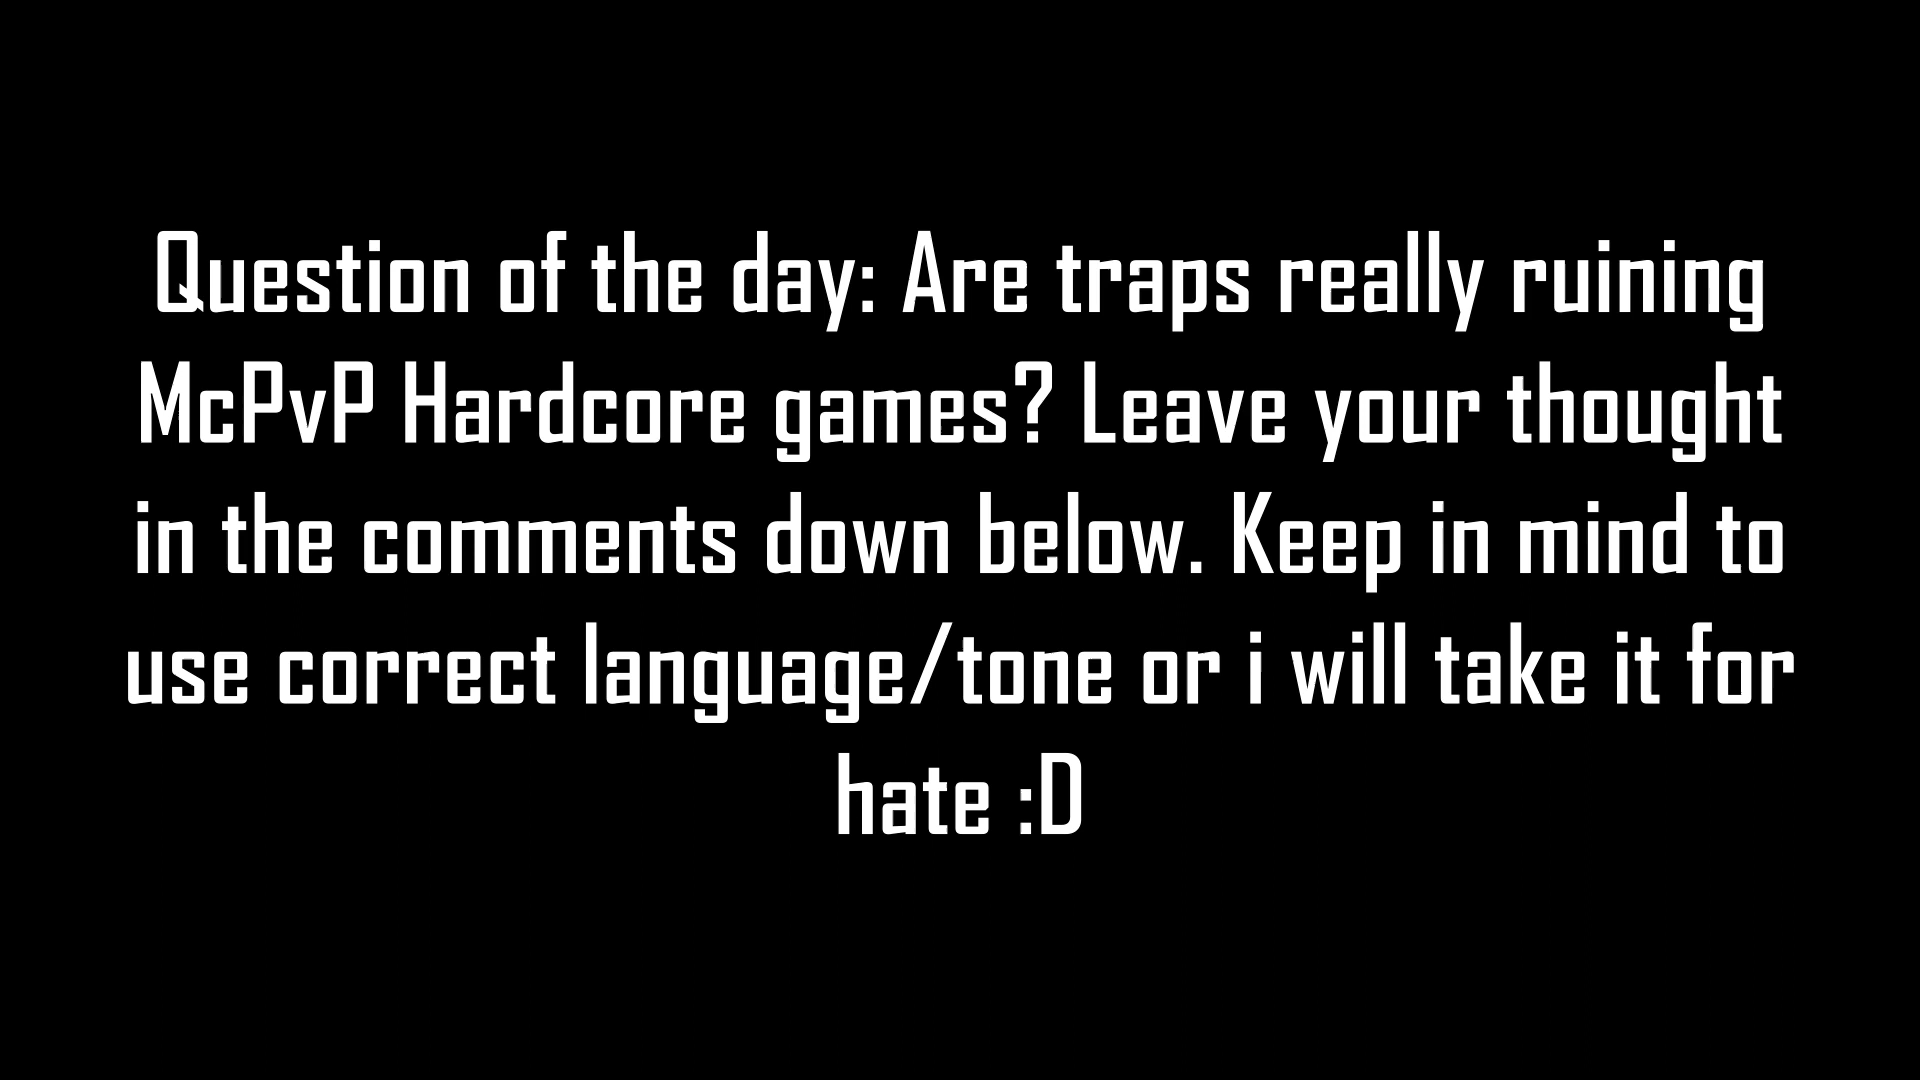 Question of the day: Are traps really ruining
McPvP Hardcore games? Leave your thought
in the comments down below. Keep in mind to
use correct language/tone or i will take it for
hate :D